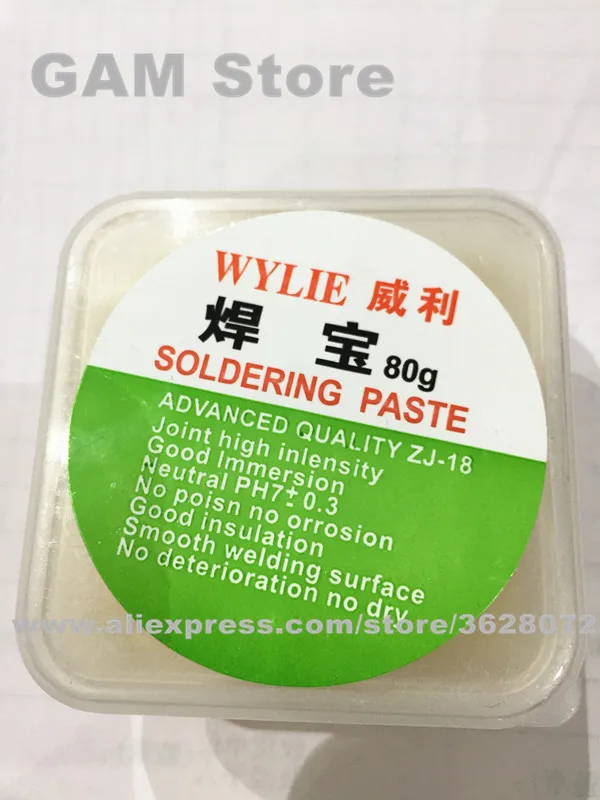 GAM Store
WYLIE 威利
焊 宝 80g
SOLDERING PASTE
ADVANCED QUALITY ZJ-18
Joint high inlensity
Good Immersion
Neutral PH7±0.3
No poisn no orrosion
Good insulation
Smooth welding surface
No deterioration no dry
www.aliexpress.com/store/3628072